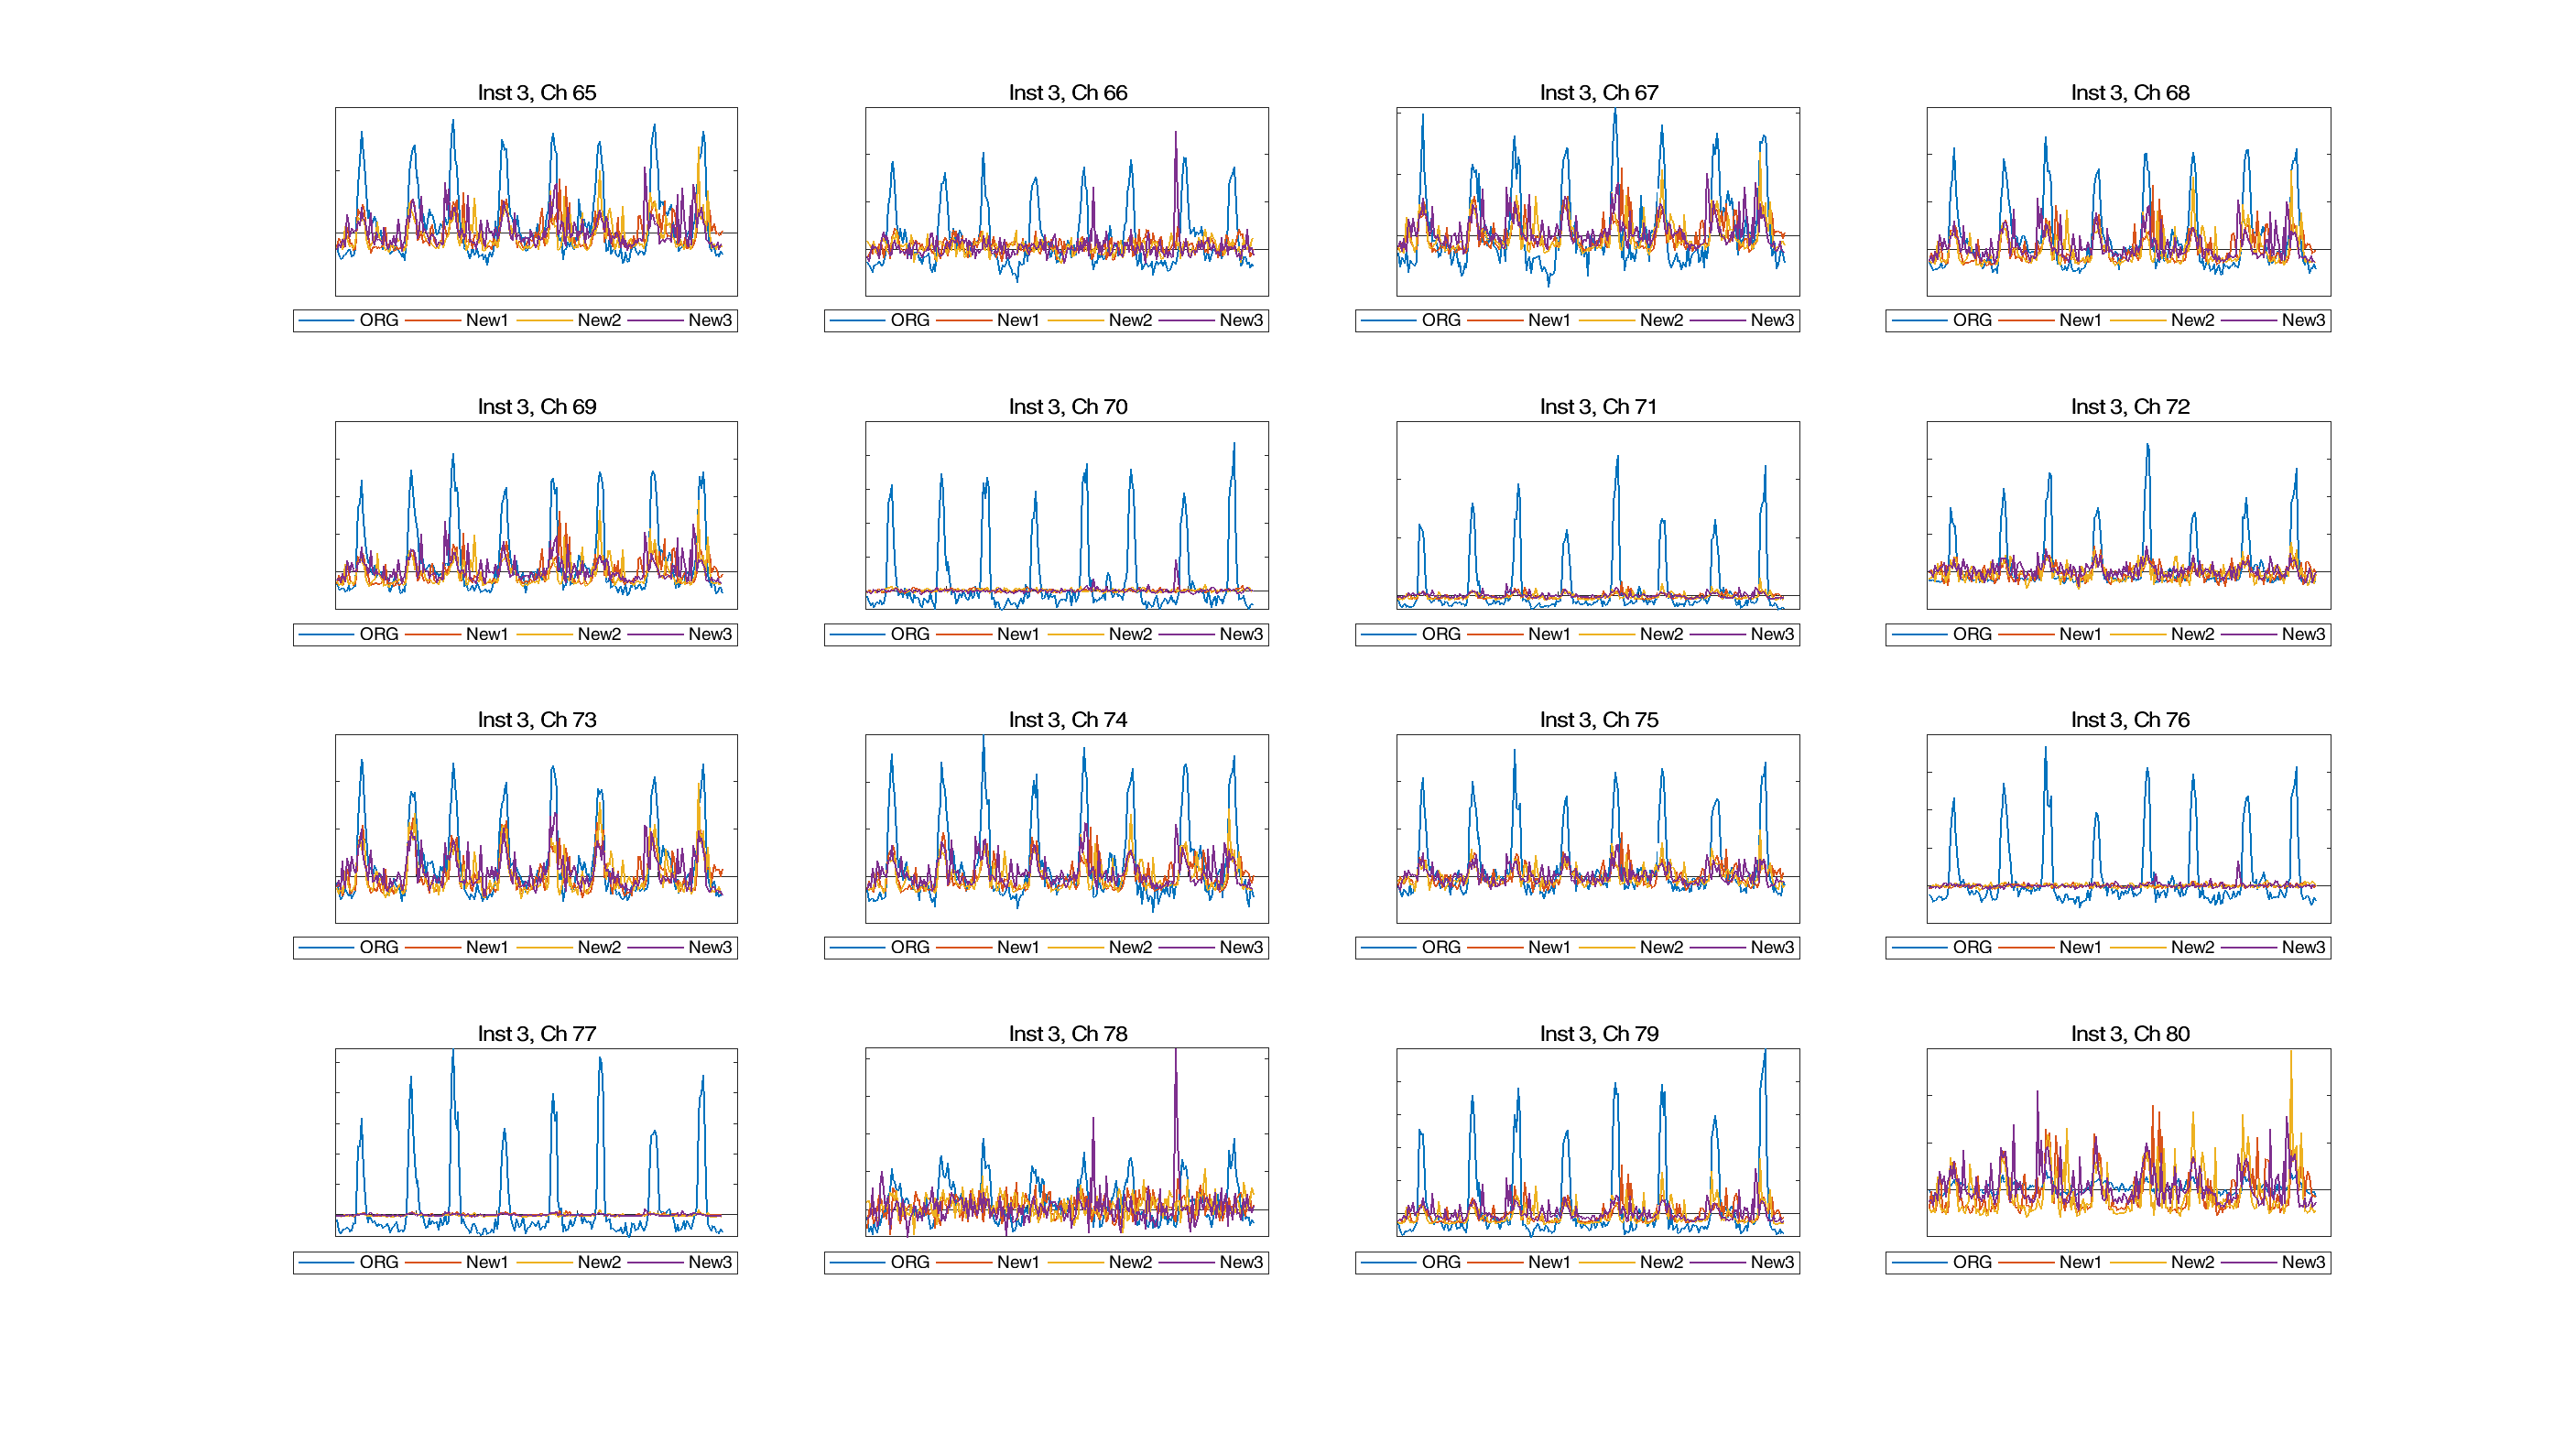 Inst 3, Ch 65
Inst 3, Ch 66
Inst 3, Ch 67
Inst 3, Ch 68
ORG New1 New2 New3
ORG New1 New2 New3
ORG New1 New2 New3
ORG New1 New2 New3
Inst 3, Ch 69
Inst 3, Ch 70
Inst 3, Ch 71
Inst 3, Ch 72
ORG New1 New2 New3
ORG New1 New2 New3
ORG New1 New2 New3
ORG New1 New2 New3
Inst 3, Ch 73
Inst 3, Ch 74
Inst 3, Ch 75
Inst 3, Ch 76
ORG New1 New2 New3
ORG New1 New2 New3
ORG New1 New2 New3
ORG New1 New2 New3
Inst 3, Ch 77
Inst 3, Ch 78
Inst 3, Ch 79
Inst 3, Ch 80
ORG New1 New2 New3
ORG New1 New2 New3
ORG New1 New2 New3
ORG New1 New2 New3